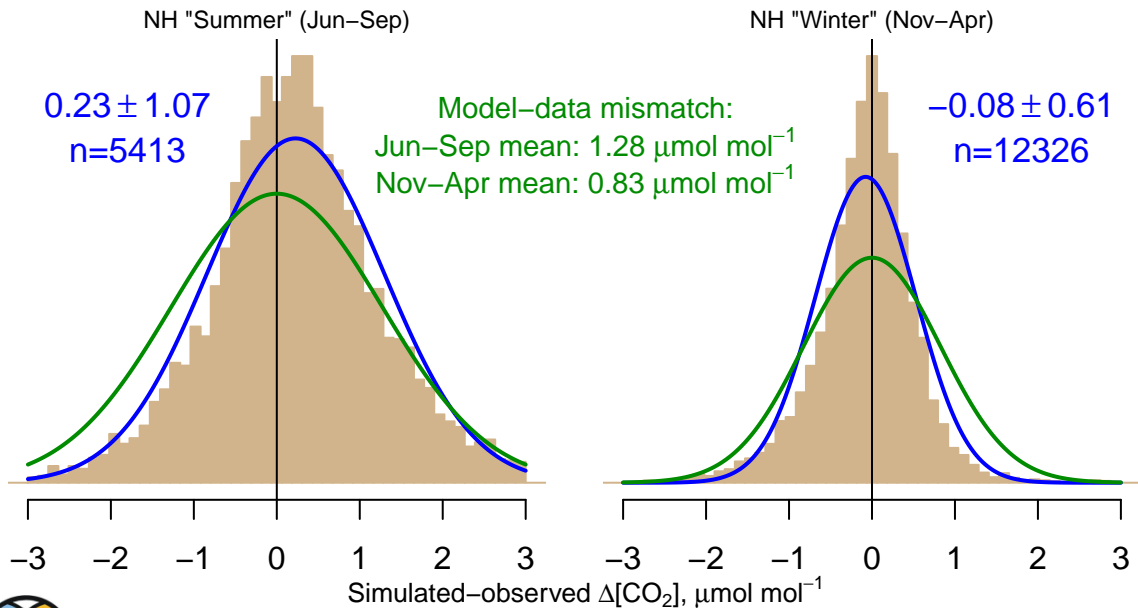 NH "Summer" (Jun−Sep)
NH "Winter" (Nov−Apr)
0.23 ± 1.07
n=5413
Model−data mismatch:
Jun−Sep mean: 1.28 μmol mol⁻¹
Nov−Apr mean: 0.83 μmol mol⁻¹
−0.08 ± 0.61
n=12326
−3 −2 −1 0 1 2 3
−3 −2 −1 0 1 2 3
Simulated−observed Δ[CO₂], μmol mol⁻¹